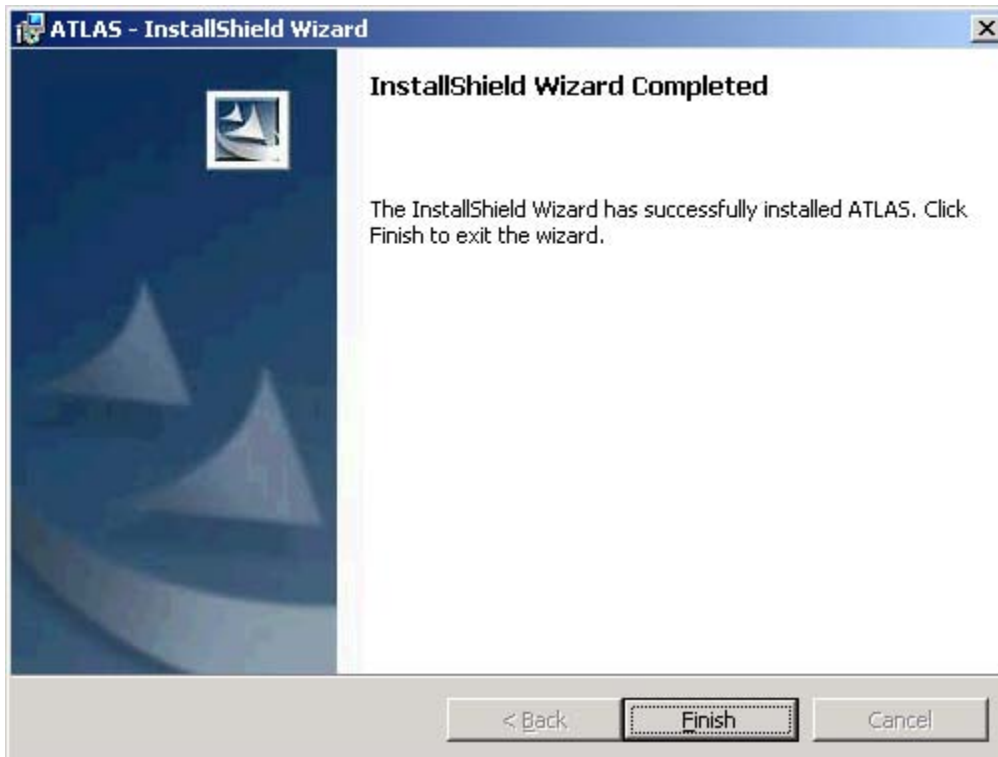 ATLAS - InstallShield Wizard
InstallShield Wizard Completed
The InstallShield Wizard has successfully installed ATLAS. Click
Finish to exit the wizard.
< Back
Finish
Cancel